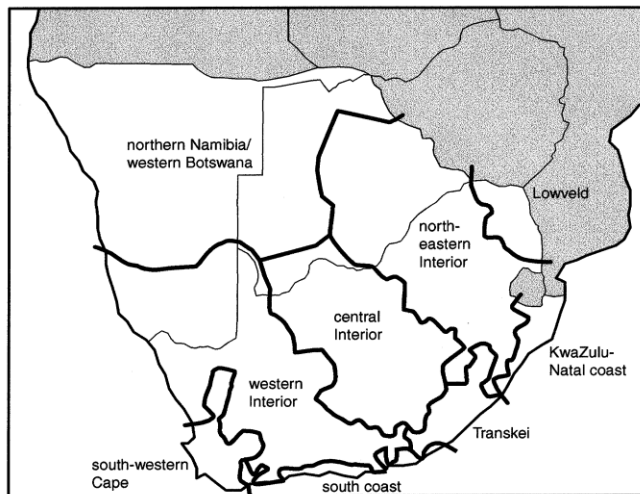 northern Namibia/
western Botswana
Lowveld
north-
eastern
Interior
central
Interior
KwaZulu-
Natal coast
western
Interior
Transkei
south-western
Cape
south coast